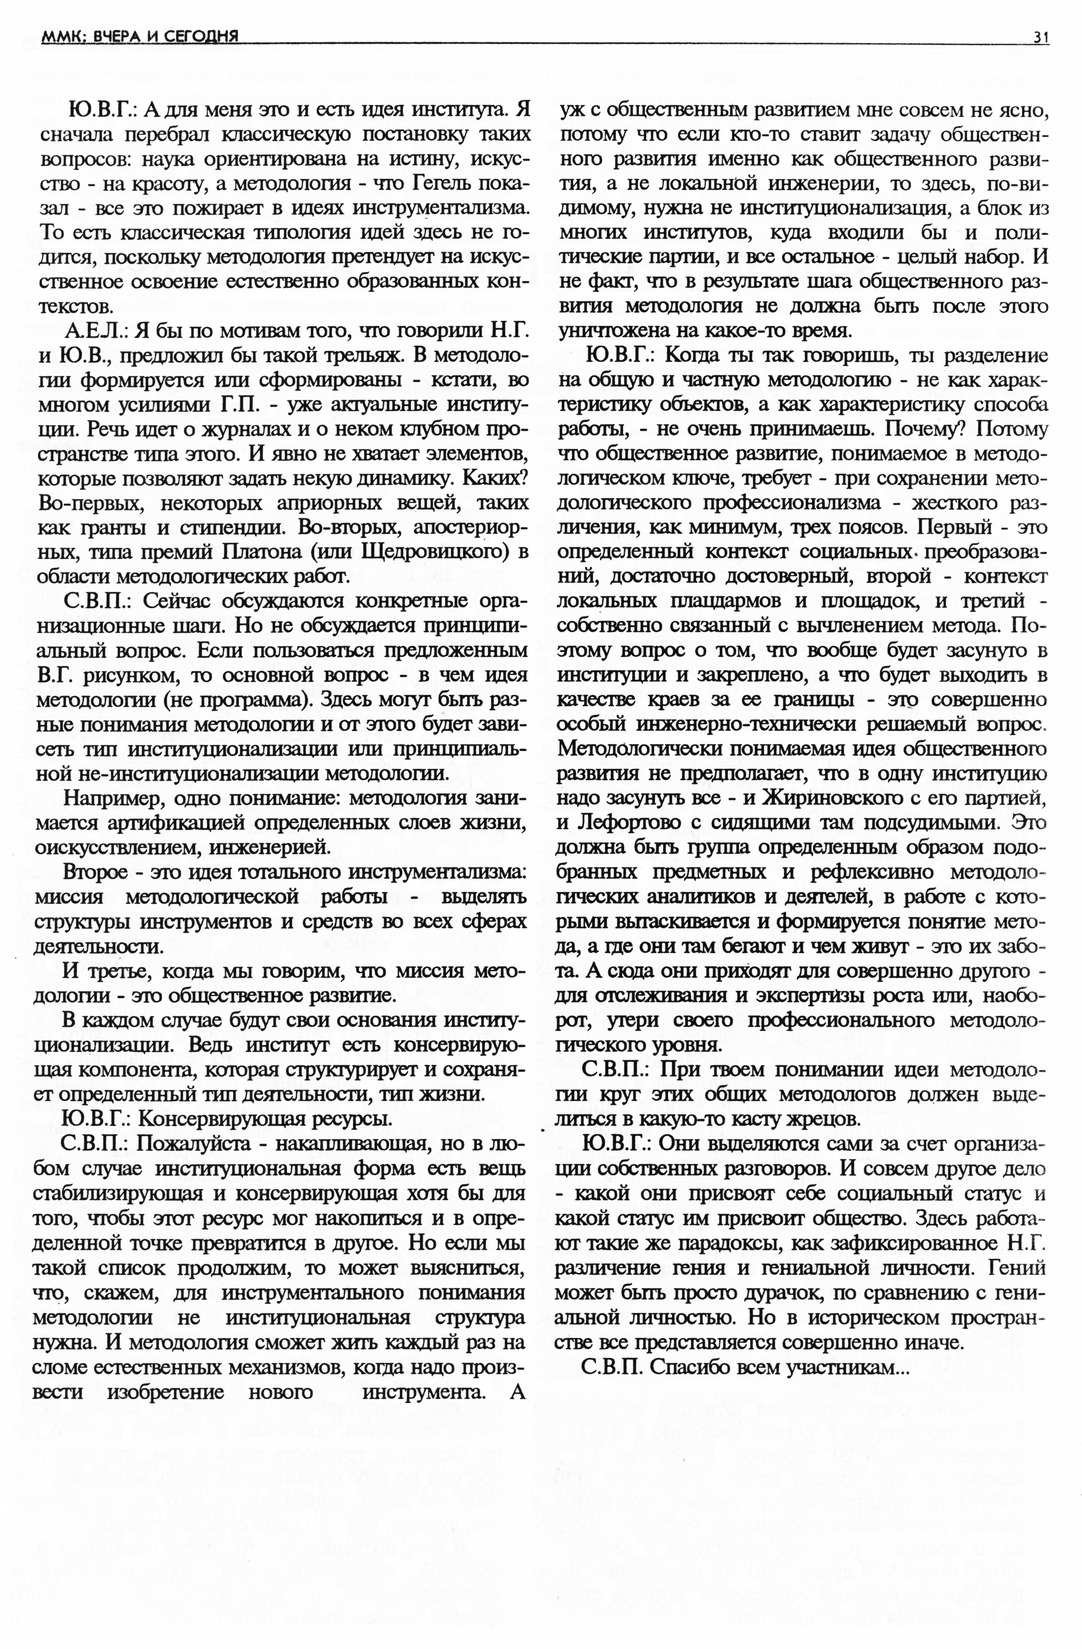 ММК: ВЧЕРА И СЕГОДНЯ 31
Ю.В.Г.: А для меня это и есть идея института. Я
сначала перебрал классическую постановку таких
вопросов: наука ориентирована на истину, искус-
ство - на красоту, а методология - что Гегель пока-
зал - все это пожирает в идеях инструментализма.
То есть классическая типология идей здесь не го-
дится, поскольку методология претендует на искус-
ственное освоение естественно образованных кон-
текстов.
А.Е.Л.: Я бы по мотивам того, что говорили Н.Г.
и Ю.В., предложил бы такой трельяж. В методоло-
гии формируется или сформированы - кстати, во
многом усилиями Г.П. - уже актуальные институ-
ции. Речь идет о журналах и о неком клубном про-
странстве типа этого. И явно не хватает элементов,
которые позволяют задать некую динамику. Каких?
Во-первых, некоторых априорных вещей, таких
как гранты и стипендии. Во-вторых, апостериор-
ных, типа премий Платона (или Щедровицкого) в
области методологических работ.
С.В.П.: Сейчас обсуждаются конкретные орга-
низационные шаги. Но не обсуждается принципи-
альный вопрос. Если пользоваться предложенным
В.Г. рисунком, то основной вопрос - в чем идея
методологии (не программа). Здесь могут быть раз-
ные понимания методологии и от этого будет зави-
сеть тип институционализации или принципиаль-
ной не-институционализации методологии.
Например, одно понимание: методология зани-
мается артификацией определенных слоев жизни,
оискусствлением, инженерией.
Второе - это идея тотального инструментализма:
миссия методологической работы - выделять
структуры инструментов и средств во всех сферах
деятельности.
И третье, когда мы говорим, что миссия мето-
дологии - это общественное развитие.
В каждом случае будут свои основания институ-
ционализации. Ведь институт есть консервирую-
щая компонента, которая структурирует и сохраня-
ет определенный тип деятельности, тип жизни.
Ю.В.Г.: Консервирующая ресурсы.
С.В.П.: Пожалуйста - накапливающая, но в лю-
бом случае институциональная форма есть вещь
стабилизирующая и консервирующая хотя бы для
того, чтобы этот ресурс мог накопиться и в опре-
деленной точке превратится в другое. Но если мы
такой список продолжим, то может выясниться,
что, скажем, для инструментального понимания
методологии не институциональная структура
нужна. И методология сможет жить каждый раз на
сломе естественных механизмов, когда надо произ-
вести изобретение нового инструмента. А
уж с общественным развитием мне совсем не ясно,
потому что если кто-то ставит задачу обществен-
ного развития именно как общественного разви-
тия, а не локальной инженерии, то здесь, по-ви-
димому, нужна не институционализация, а блок из
многих институтов, куда входили бы и поли-
тические партии, и все остальное - целый набор. И
не факт, что в результате шага общественного раз-
вития методология не должна быть после этого
уничтожена на какое-то время.
Ю.В.Г.: Когда ты так говоришь, ты разделение
на общую и частную методологию - не как харак-
теристику объектов, а как характеристику способа
работы, - не очень принимаешь. Почему? Потому
что общественное развитие, понимаемое в методо-
логическом ключе, требует - при сохранении мето-
дологического профессионализма - жесткого раз-
личения, как минимум, трех поясов. Первый - это
определенный контекст социальных преобразова-
ний, достаточно достоверный, второй - контекст
локальных плацдармов и площадок, и третий -
собственно связанный с вычленением метода. По-
этому вопрос о том, что вообще будет засунуто в
институции и закреплено, а что будет выходить в
качестве краев за ее границы - это совершенно
особый инженерно-технически решаемый вопрос.
Методологически понимаемая идея общественного
развития не предполагает, что в одну институцию
надо засунуть все - и Жириновского с его партией,
и Лефортово с сидящими там подсудимыми. Это
должна быть группа определенным образом подо-
бранных предметных и рефлексивно методоло-
гических аналитиков и деятелей, в работе с кото-
рыми вытаскивается и формируется понятие мето-
да, а где они там бегают и чем живут - это их забо-
та. А сюда они приходят для совершенно другого -
для отслеживания и экспертизы роста или, наобо-
рот, утери своего профессионального методоло-
гического уровня.
С.В.П.: При твоем понимании идеи методоло-
гии круг этих общих методологов должен выде-
литься в какую-то касту жрецов.
Ю.В.Г.: Они выделяются сами за счет организа-
ции собственных разговоров. И совсем другое дело
- какой они присвоят себе социальный статус и
какой статус им присвоит общество. Здесь работа-
ют такие же парадоксы, как зафиксированное Н.Г.
различение гения и гениальной личности. Гений
может быть просто дурачок, по сравнению с гени-
альной личностью. Но в историческом простран-
стве все представляется совершенно иначе.
С.В.П. Спасибо всем участникам...